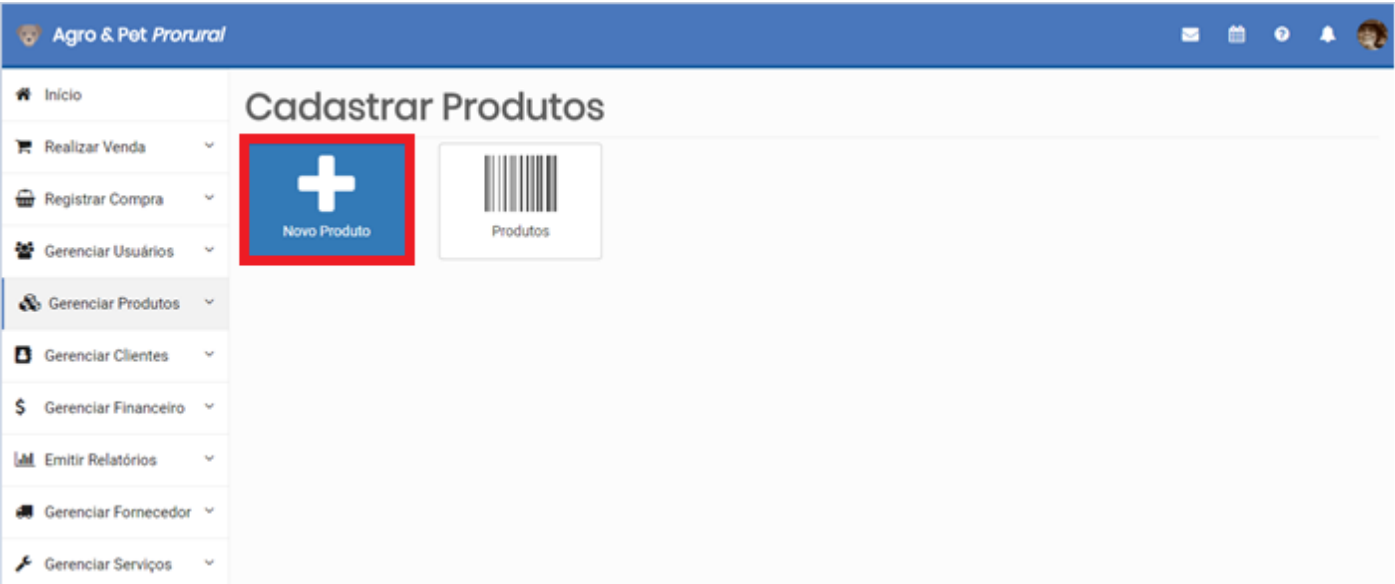 Agro & Pet Prorural
Início
Realizar Venda
Registrar Compra
Gerenciar Usuários
Gerenciar Produtos
Gerenciar Clientes
Gerenciar Financeiro
Emitir Relatórios
Gerenciar Fornecedor
Gerenciar Serviços
Cadastrar Produtos
Novo Produto
Produtos